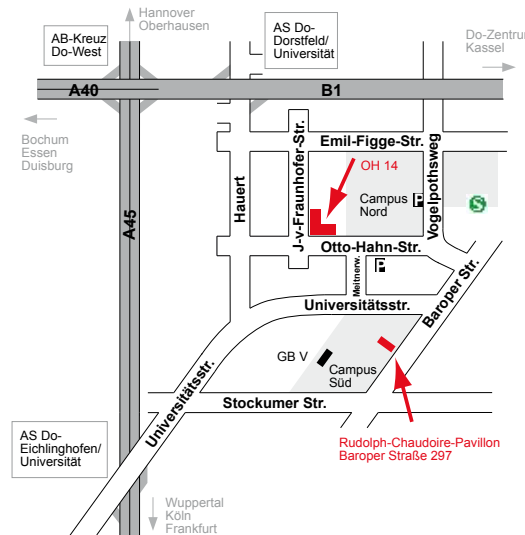 Hannover
Oberhausen
AB-Kreuz
Do-West
AS Do-
Dorstfeld/
Universität
Do-Zentrum
Kassel
A40
B1
Bochum
Essen
Duisburg
Emil-Figge-Str.
J-v-Fraunhofer-Str.
Vogelpothsweg
OH 14
Hauert
Campus
Nord
P
S
A45
Otto-Hahn-Str.
Meitnerw.
P
Universitätsstr.
Baroper Str.
GB V
Campus
Süd
Universitätsstr.
Stockumer Str.
AS Do-
Eichlinghofen/
Universität
Rudolph-Chaudoire-Pavillon
Baroper Straße 297
Wuppertal
Köln
Frankfurt